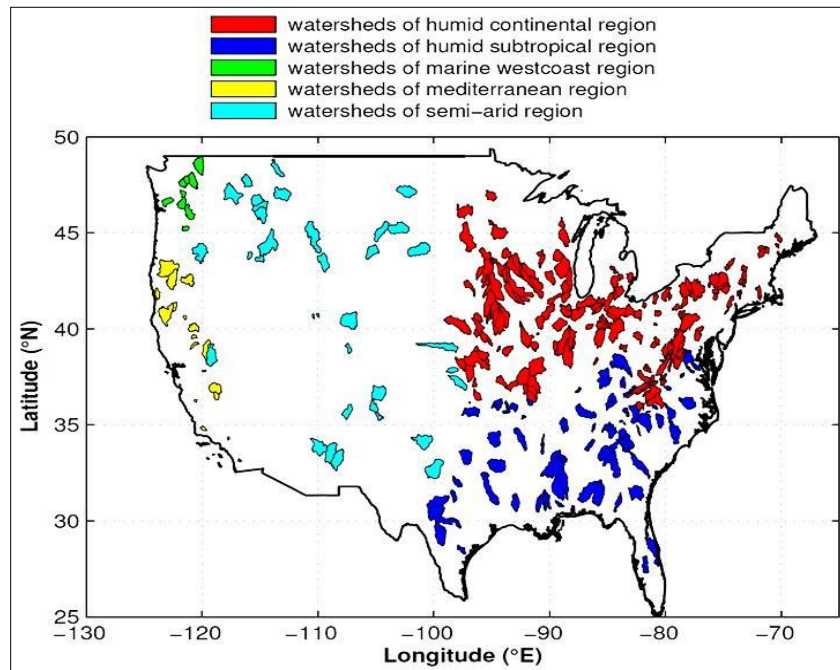 watersheds of humid continental region
watersheds of humid subtropical region
watersheds of marine westcoast region
watersheds of mediterranean region
watersheds of semi-arid region
50
45
40
35
30
25
Latitude (°N)
−130
−120
−110
−100
−90
−80
−70
Longitude (°E)